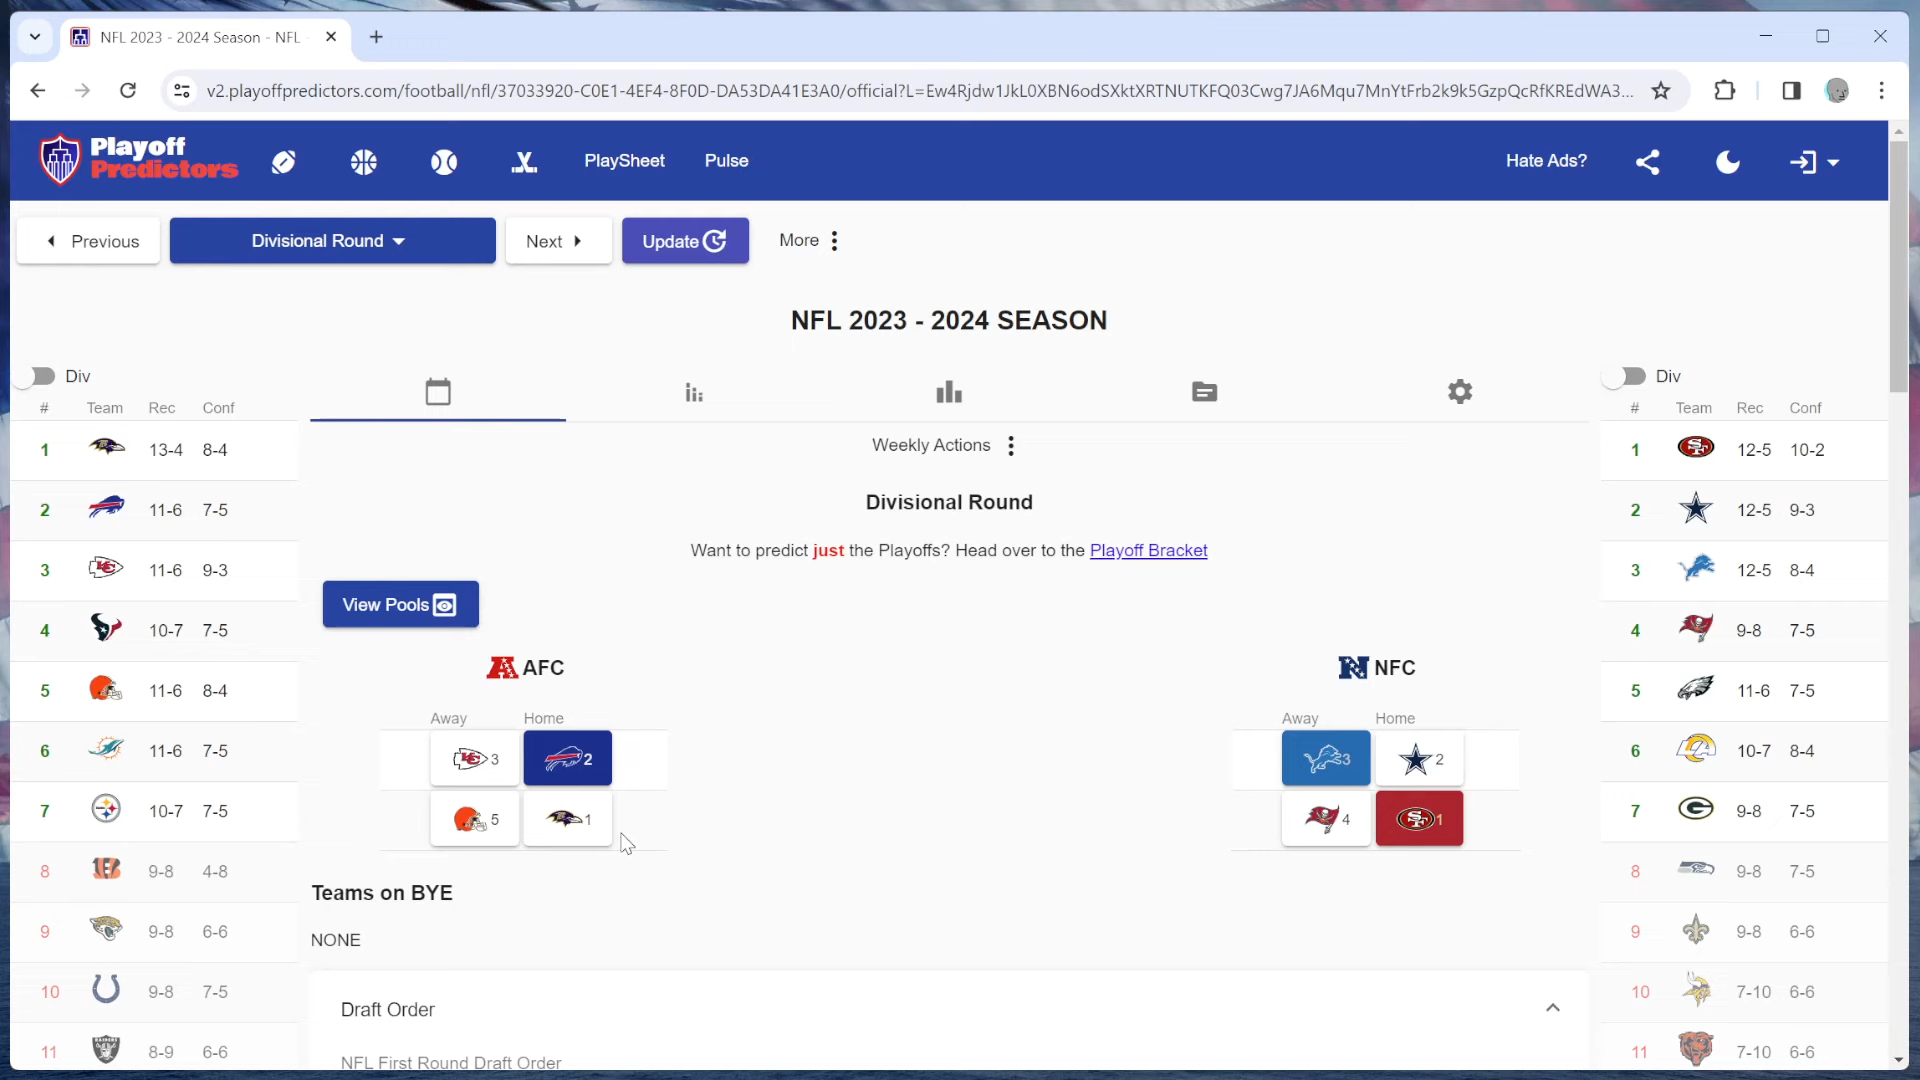 NFL 2023 - 2024 Season - NFL
v2.playoffpredictors.com/football/nfl/37033920-C0E1-4EF4-8F0D-DA53DA41E3A0/official?L=Ew4Rjdw1JkL0XBN6odSXktXRTNUTKFQ03Cwg7JA6Mqu7MnYtFrb2k9k5GzpQcRfKREdWA3...
Playoff
Predictors
PlaySheet
Pulse
Hate Ads?
Previous
Divisional Round
Next
Update
More
NFL 2023 - 2024 SEASON
Div
# Team Rec Conf
1 13-4 8-4
2 11-6 7-5
3 11-6 9-3
4 10-7 7-5
5 11-6 8-4
6 11-6 7-5
7 10-7 7-5
8 9-8 4-8
9 9-8 6-6
10 9-8 7-5
11 8-9 6-6
Weekly Actions
Divisional Round
Want to predict just the Playoffs? Head over to the Playoff Bracket
View Pools
AFC
Away Home
3 2
5 1
NFC
Away Home
3 2
4 1
Teams on BYE
NONE
Draft Order
NFL First Round Draft Order
Div
# Team Rec Conf
1 12-5 10-2
2 12-5 9-3
3 12-5 8-4
4 9-8 7-5
5 11-6 7-5
6 10-7 8-4
7 9-8 7-5
8 9-8 7-5
9 9-8 6-6
10 7-10 6-6
11 7-10 6-6